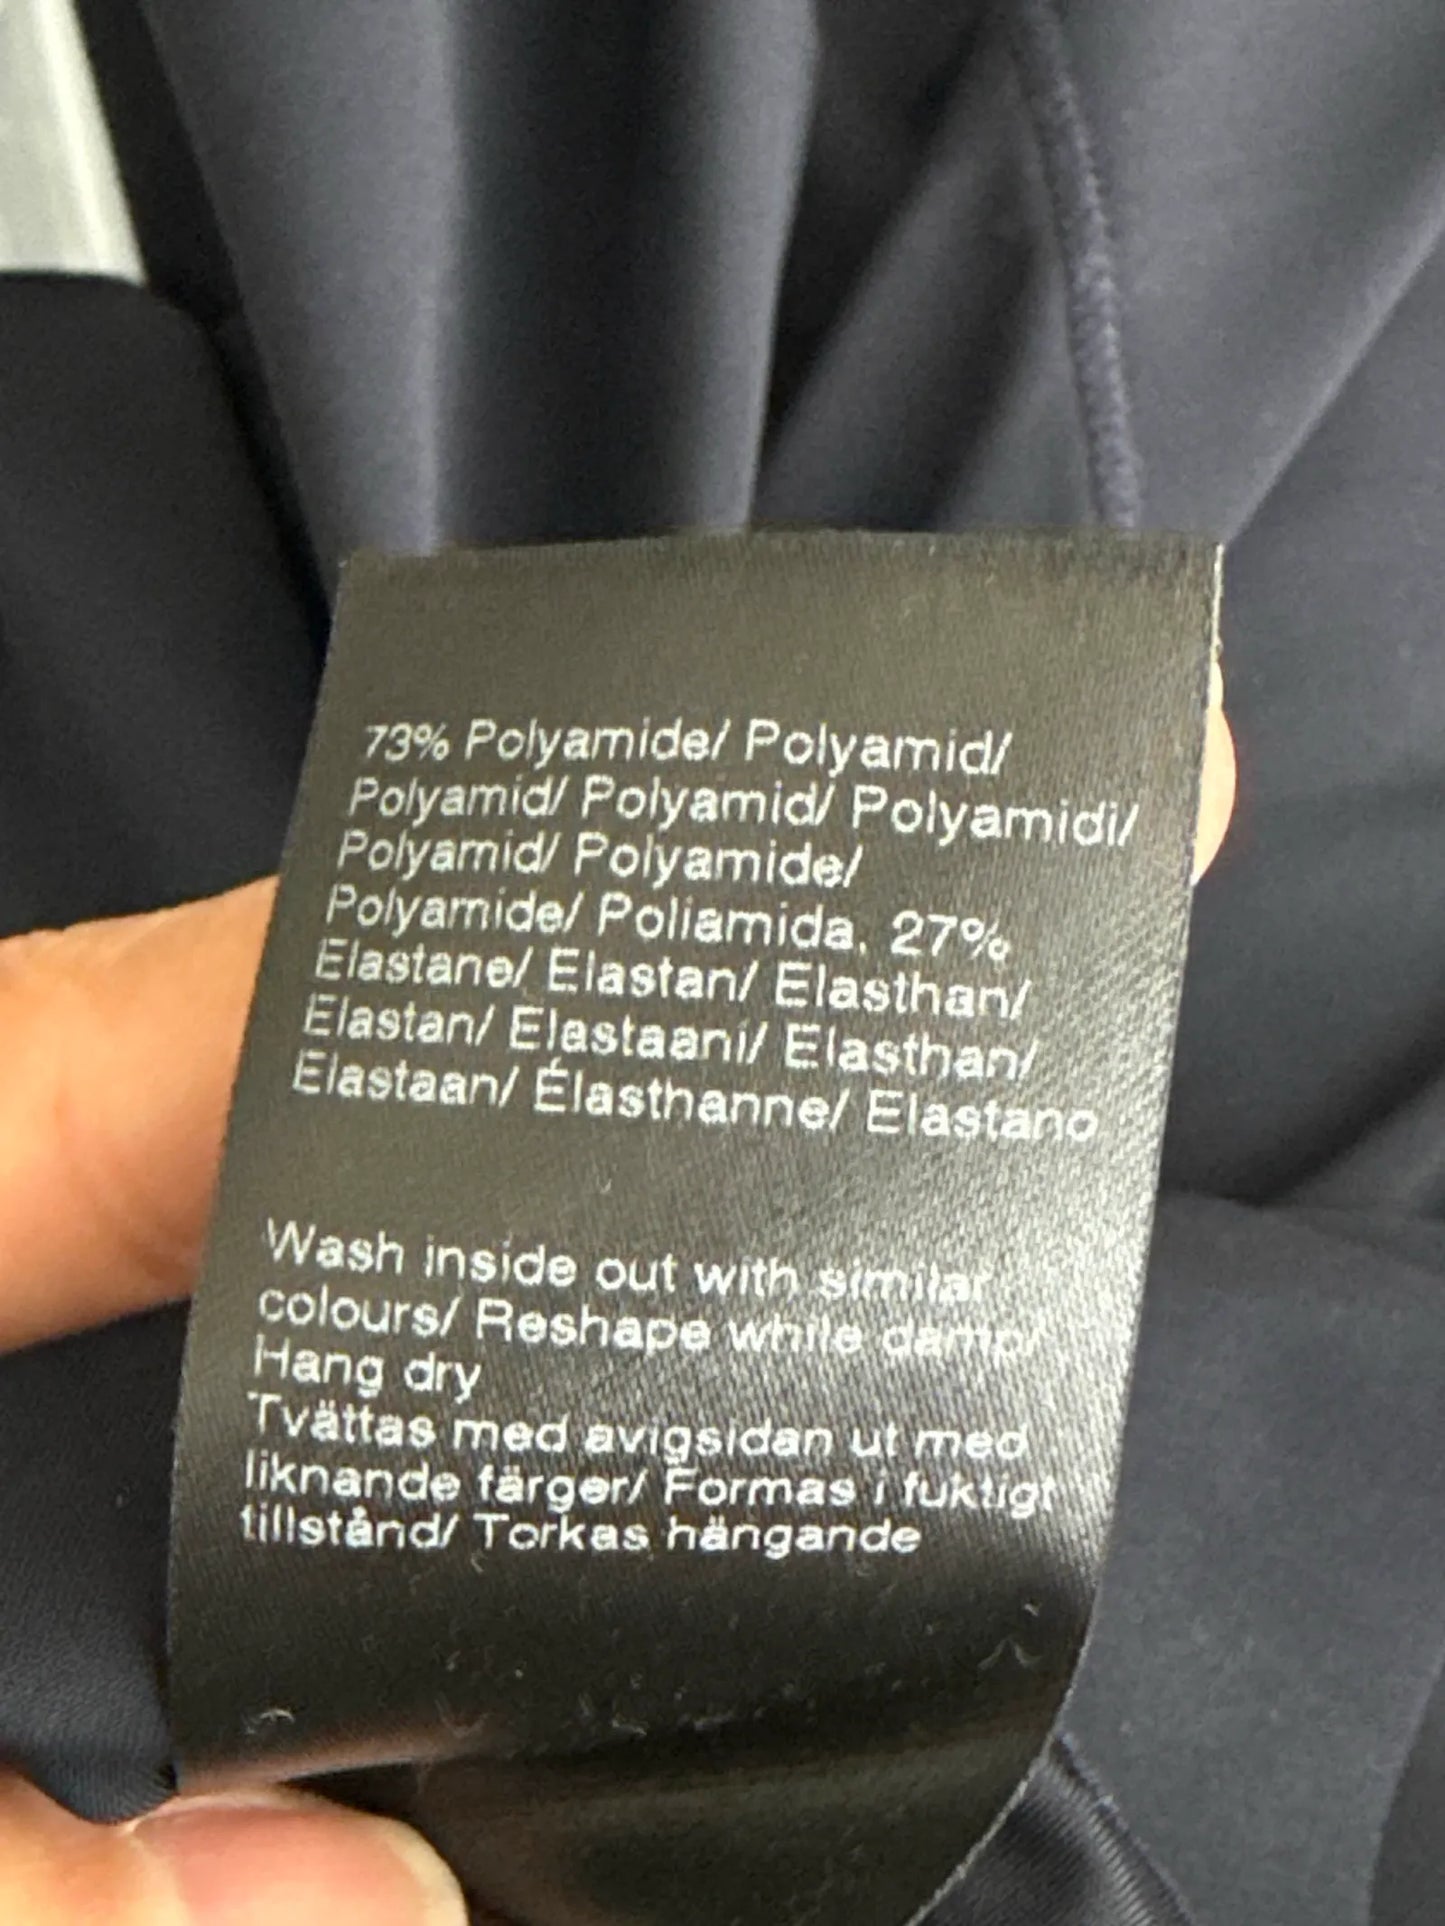 73% Polyamide/ Polyamid/
Polyamid/ Polyamid/ Polyamidi/
Polyamid/ Polyamide/
Polyamide/ Poliamida, 27%
Elastane/ Elastan/ Elasthan/
Elastan/ Elastaani/ Elasthan/
Elastaan/ Élasthanne/ Elastano
Wash inside out with similar
colours/ Reshape while damp/
Hang dry
Tvättas med avigsidan ut med
liknande färger/ Formas i fuktigt
tillstånd/ Torkas hängande